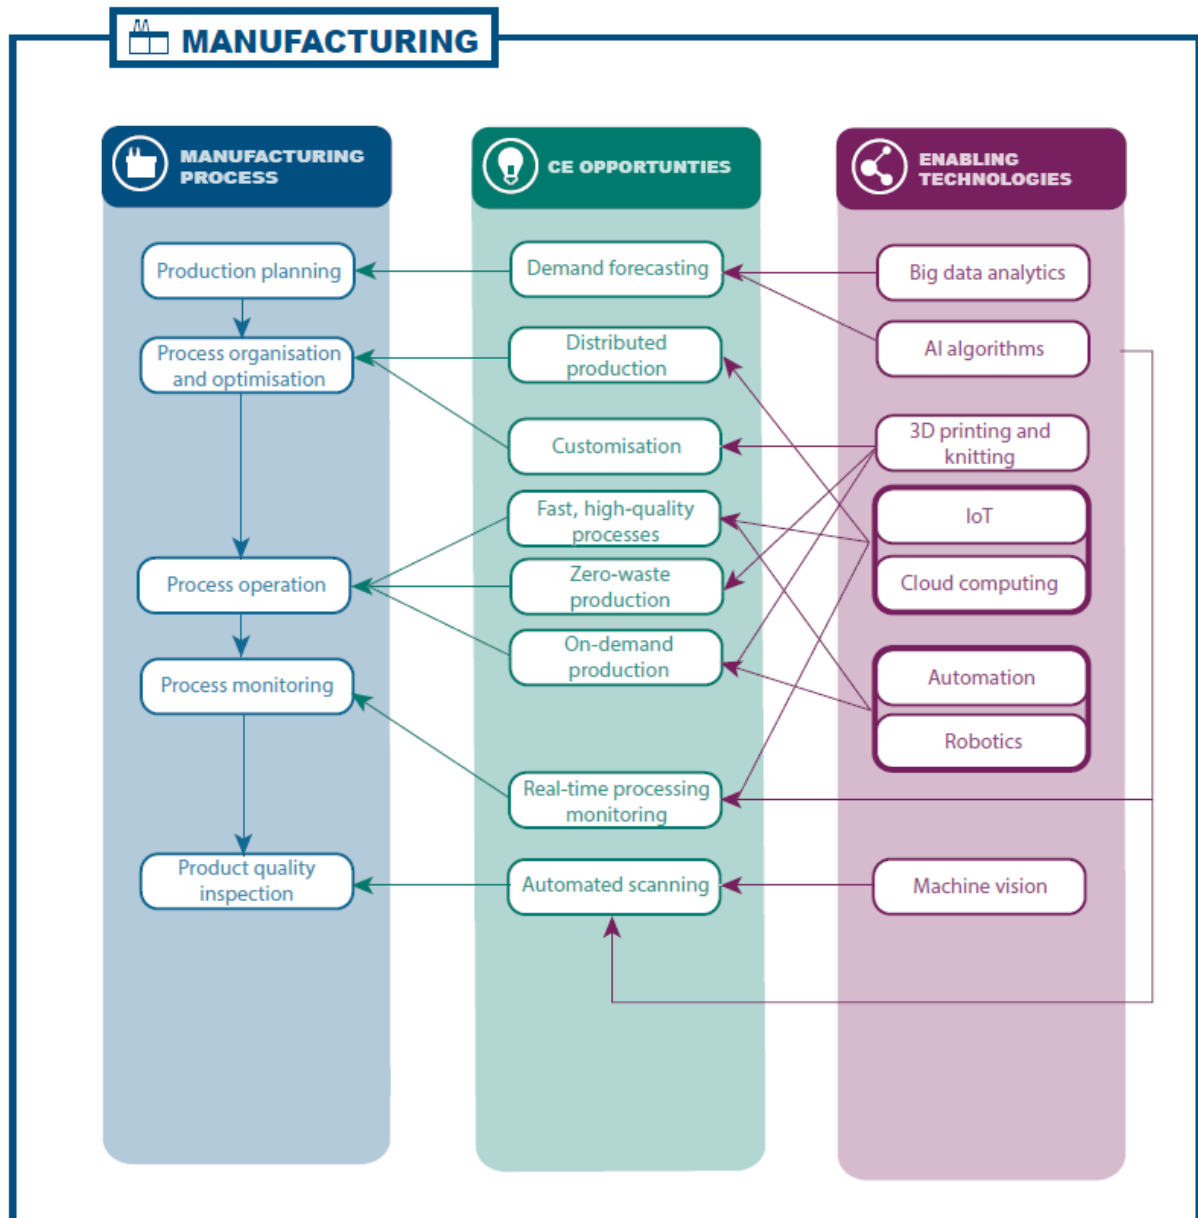 MANUFACTURING
MANUFACTURING
PROCESS
Production planning
Process organisation
and optimisation
Process operation
Process monitoring
Product quality
inspection
CE OPPORTUNTIES
Demand forecasting
Distributed
production
Customisation
Fast, high-quality
processes
Zero-waste
production
On-demand
production
Real-time processing
monitoring
Automated scanning
ENABLING
TECHNOLOGIES
Big data analytics
AI algorithms
3D printing and
knitting
IoT
Cloud computing
Automation
Robotics
Machine vision